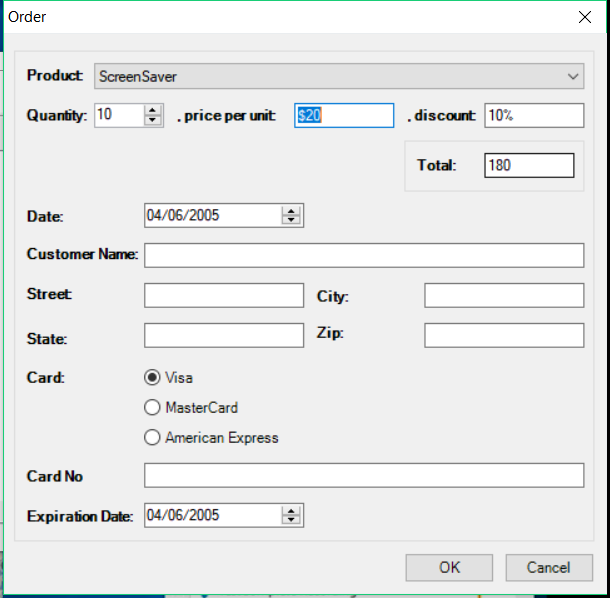 Order
Product: ScreenSaver
Quantity: 10 , price per unit: $20 , discount: 10%
Total: 180
Date: 04/06/2005
Customer Name:
Street: City:
State: Zip:
Card: Visa
MasterCard
American Express
Card No
Expiration Date: 04/06/2005
OK Cancel